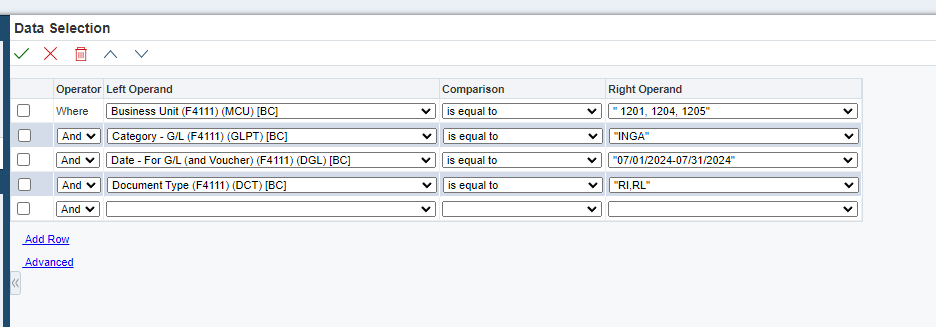 Data Selection
Operator Left Operand Comparison Right Operand
Where Business Unit (F4111) (MCU) [BC] is equal to " 1201, 1204, 1205"
And Category - G/L (F4111) (GLPT) [BC] is equal to "INGA"
And Date - For G/L (and Voucher) (F4111) (DGL) [BC] is equal to "07/01/2024-07/31/2024"
And Document Type (F4111) (DCT) [BC] is equal to "RI,RL"
And
Add Row
Advanced